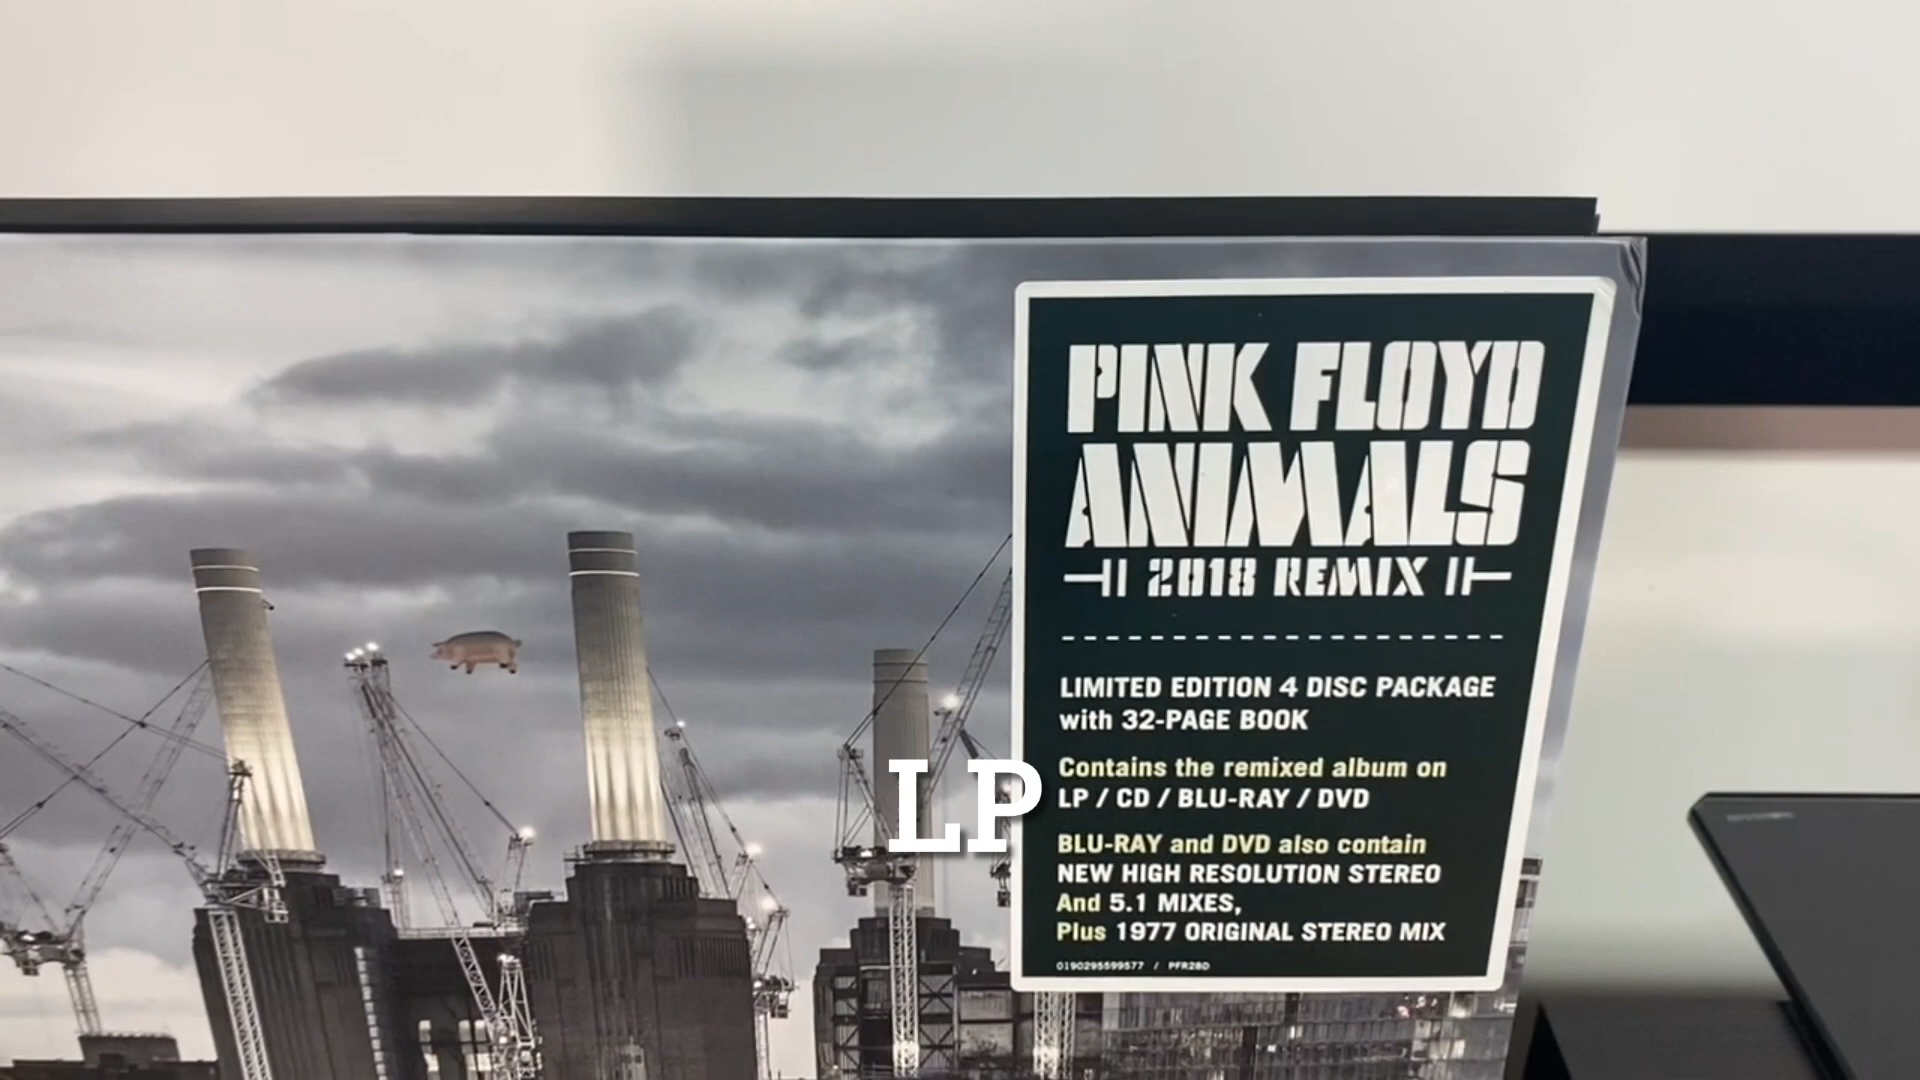 PINK FLOYD
ANIMALS
2018 REMIX
LIMITED EDITION 4 DISC PACKAGE
with 32-PAGE BOOK
Contains the remixed album on
LP / CD / BLU-RAY / DVD
BLU-RAY and DVD also contain
NEW HIGH RESOLUTION STEREO
And 5.1 MIXES,
Plus 1977 ORIGINAL STEREO MIX
0190295599577 / PFR28D
LP